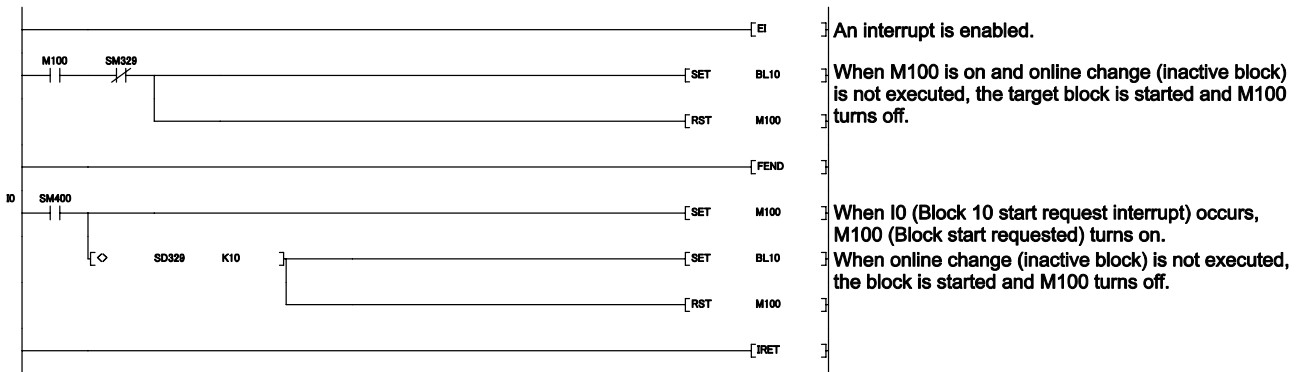 EI An interrupt is enabled.
M100 SM329
SET BL10 When M100 is on and online change (inactive block)
is not executed, the target block is started and M100
RST M100 turns off.
FEND
I0 SM400
SET M100 When I0 (Block 10 start request interrupt) occurs,
M100 (Block start requested) turns on.
<> SD329 K10 SET BL10 When online change (inactive block) is not executed,
the block is started and M100 turns off.
RST M100
IRET